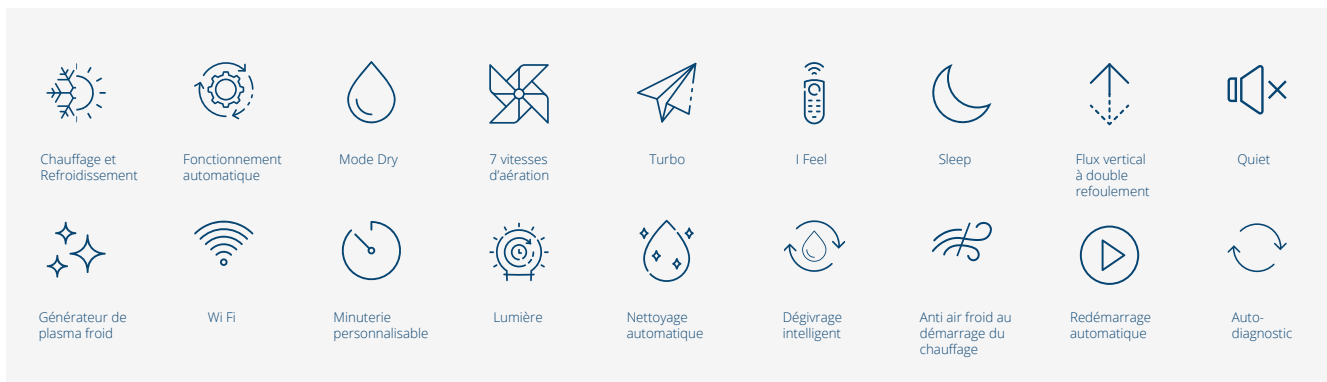 Chauffage et
Refroidissement
Fonctionnement
automatique
Mode Dry
7 vitesses
d'aération
Turbo
I Feel
Sleep
Flux vertical
à double
refoulement
Quiet
Générateur de
plasma froid
Wi Fi
Minuterie
personnalisable
Lumière
Nettoyage
automatique
Dégivrage
intelligent
Anti air froid au
démarrage du
chauffage
Redémarrage
automatique
Auto-
diagnostic